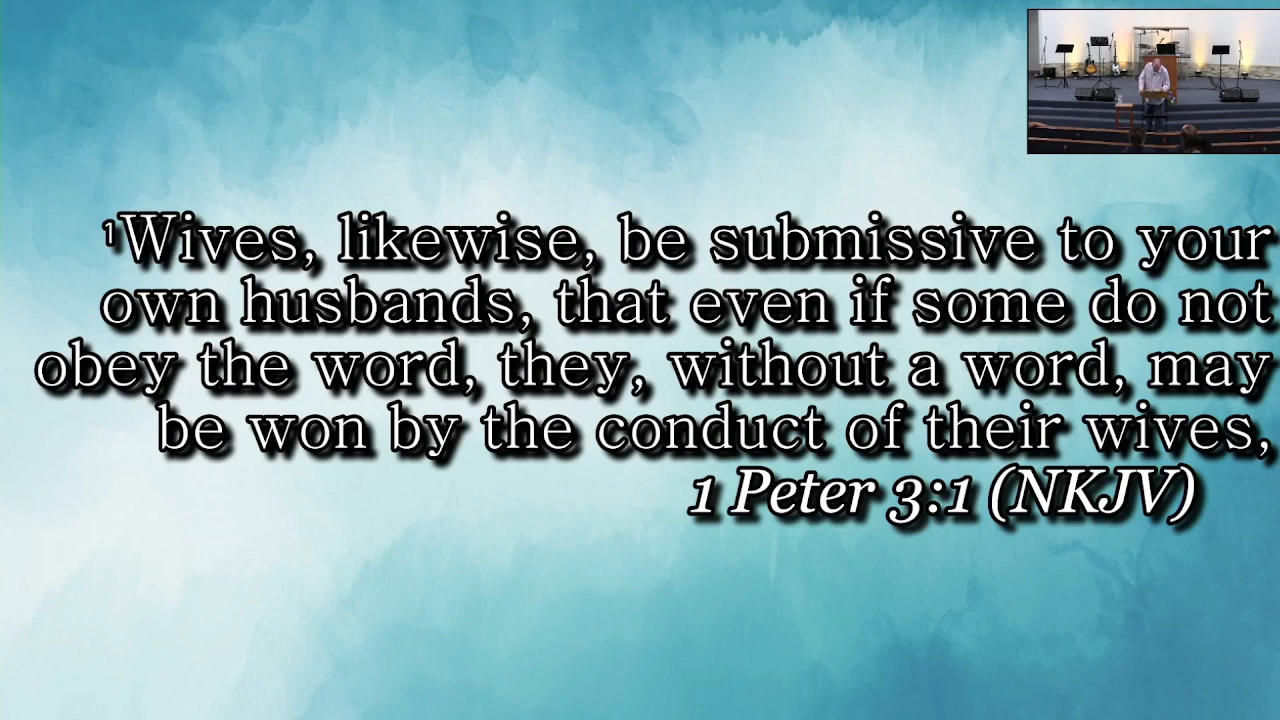 ¹Wives, likewise, be submissive to your
own husbands, that even if some do not
obey the word, they, without a word, may
be won by the conduct of their wives,
1 Peter 3:1 (NKJV)